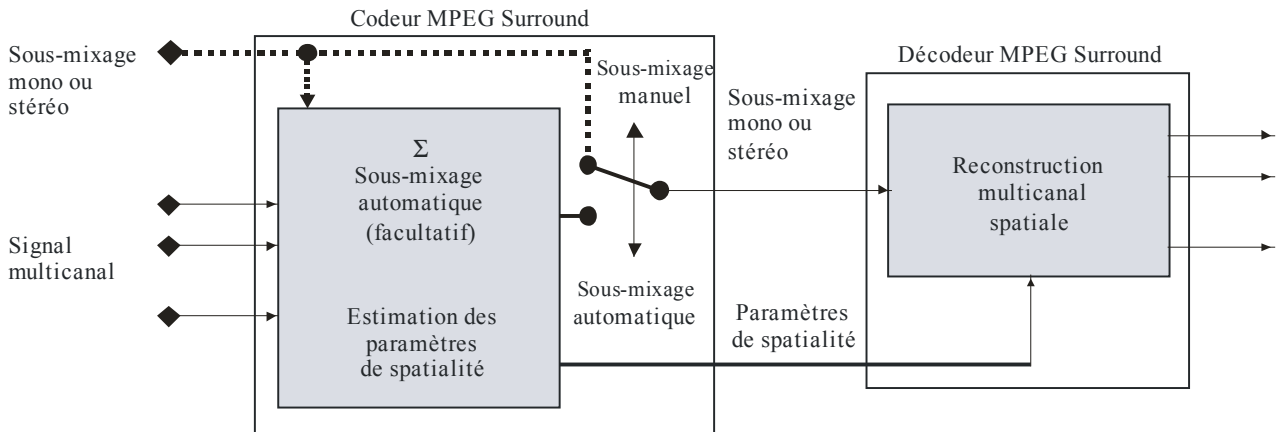 Codeur MPEG Surround
Sous-mixage
mono ou
stéréo
Signal
multicanal
Σ
Sous-mixage
automatique
(facultatif)
Estimation des
paramètres
de spatialité
Sous-mixage
manuel
Sous-mixage
automatique
Sous-mixage
mono ou
stéréo
Paramètres
de spatialité
Décodeur MPEG Surround
Reconstruction
multicanal
spatiale